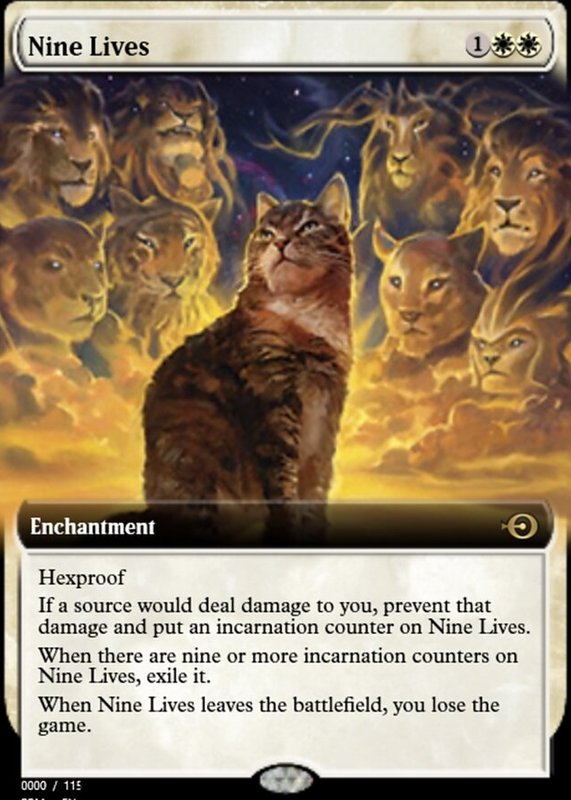 Nine Lives
1
Enchantment
Hexproof
If a source would deal damage to you, prevent that
damage and put an incarnation counter on Nine Lives.
When there are nine or more incarnation counters on
Nine Lives, exile it.
When Nine Lives leaves the battlefield, you lose the
game.
0000 / 115